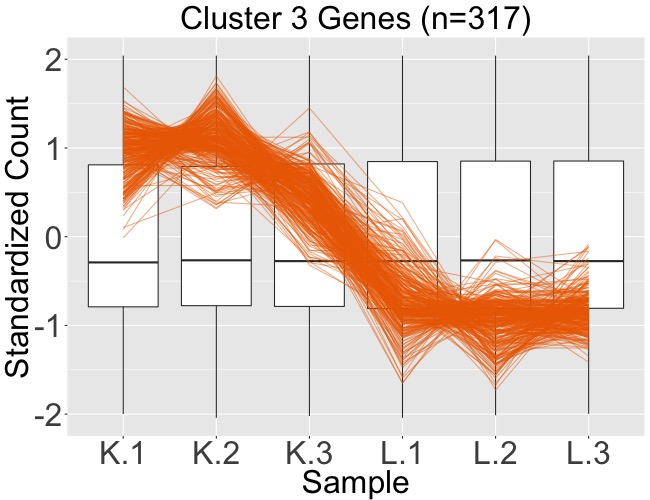 Cluster 3 Genes (n=317)
Standardized Count
2
1
0
-1
-2
K.1 K.2 K.3 L.1 L.2 L.3
Sample